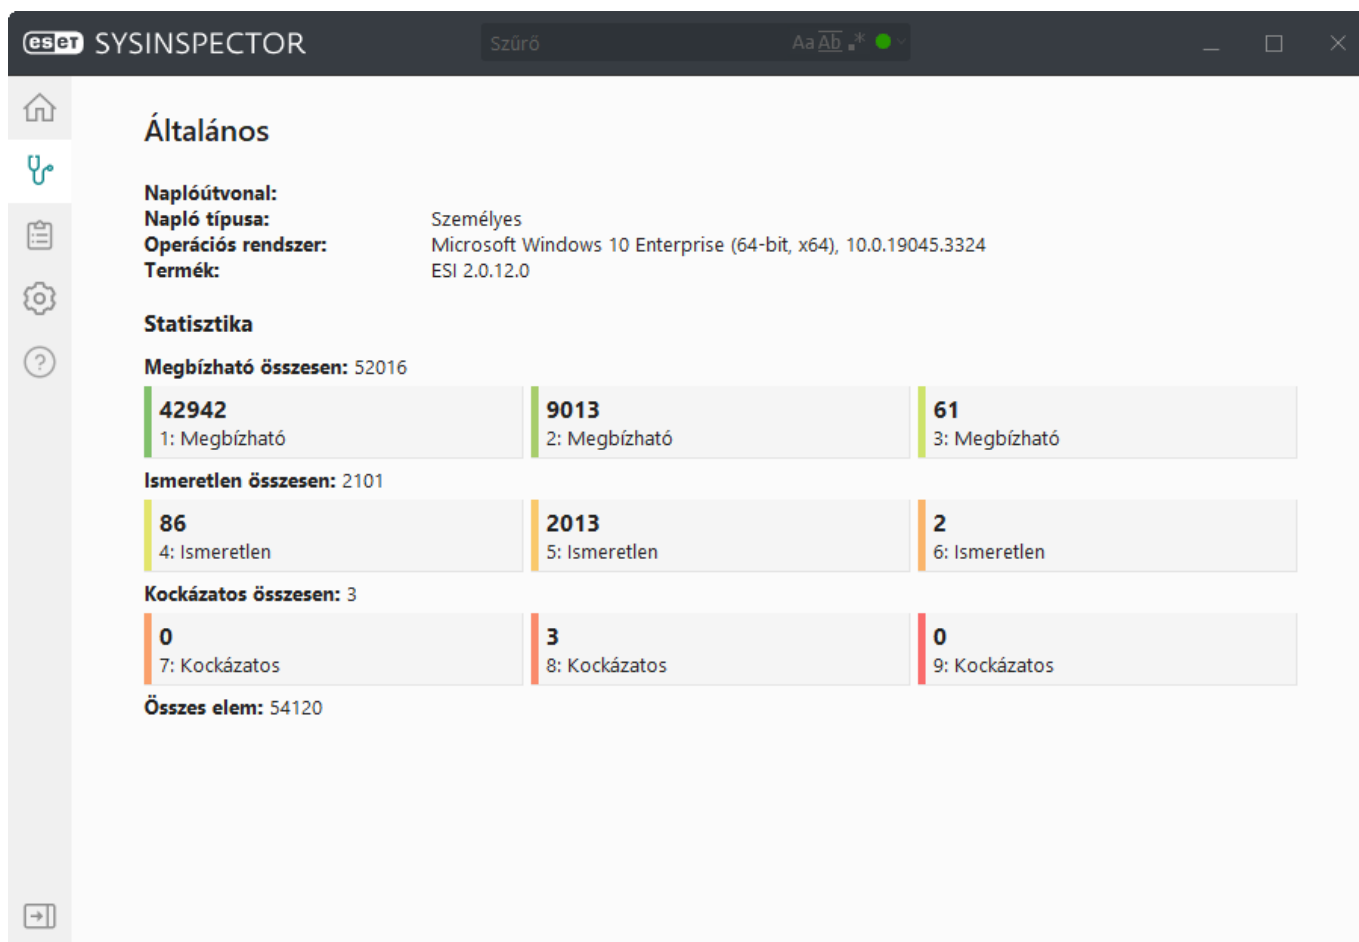 eset SYSINSPECTOR
Szűrő Aa Ab .*
Általános
Naplóútvonal:
Napló típusa: Személyes
Operációs rendszer: Microsoft Windows 10 Enterprise (64-bit, x64), 10.0.19045.3324
Termék: ESI 2.0.12.0
Statisztika
Megbízható összesen: 52016
42942 9013 61
1: Megbízható 2: Megbízható 3: Megbízható
Ismeretlen összesen: 2101
86 2013 2
4: Ismeretlen 5: Ismeretlen 6: Ismeretlen
Kockázatos összesen: 3
0 3 0
7: Kockázatos 8: Kockázatos 9: Kockázatos
Összes elem: 54120